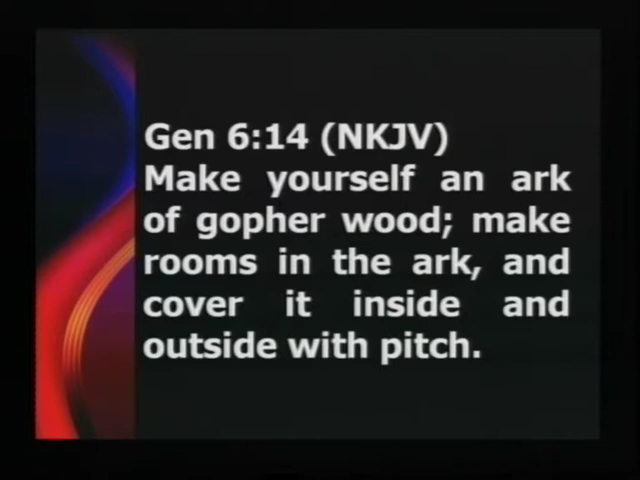 Gen 6:14 (NKJV)
Make yourself an ark
of gopher wood; make
rooms in the ark, and
cover it inside and
outside with pitch.